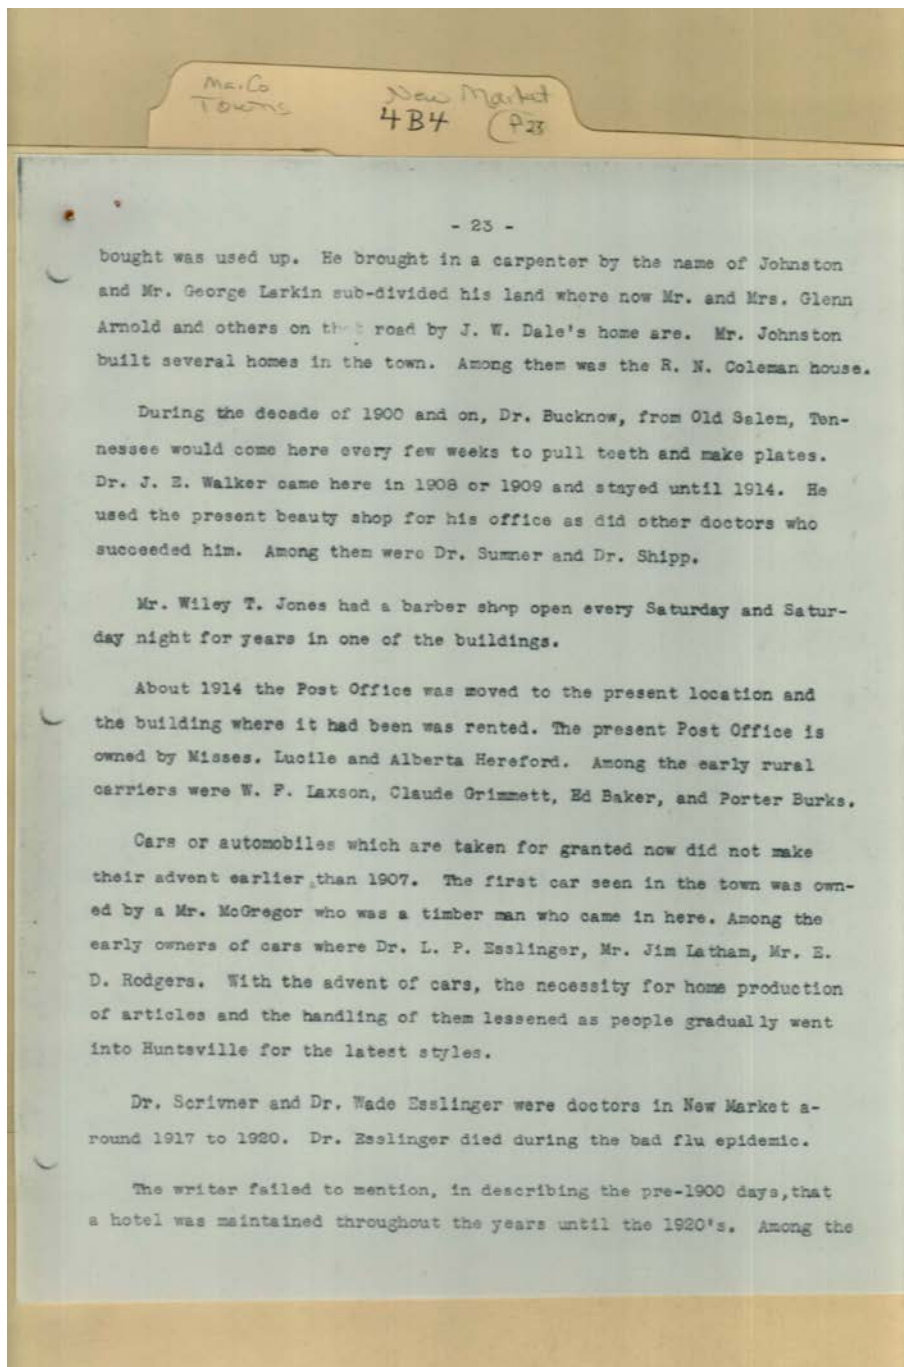 Ma. Co
Towns
New Market
4B4 (P23
- 23 -
bought was used up. He brought in a carpenter by the name of Johnston
and Mr. George Larkin sub-divided his land where now Mr. and Mrs. Glenn
Arnold and others on that road by J. W. Dale's home are. Mr. Johnston
built several homes in the town. Among them was the R. N. Coleman house.
During the decade of 1900 and on, Dr. Bucknow, from Old Salem, Ten-
nessee would come here every few weeks to pull teeth and make plates.
Dr. J. E. Walker came here in 1908 or 1909 and stayed until 1914. He
used the present beauty shop for his office as did other doctors who
succeeded him. Among them were Dr. Sumner and Dr. Shipp.
Mr. Wiley T. Jones had a barber shop open every Saturday and Satur-
day night for years in one of the buildings.
About 1914 the Post Office was moved to the present location and
the building where it had been was rented. The present Post Office is
owned by Misses. Lucile and Alberta Hereford. Among the early rural
carriers were W. F. Laxson, Claude Grimmett, Ed Baker, and Porter Burks.
Cars or automobiles which are taken for granted now did not make
their advent earlier than 1907. The first car seen in the town was own-
ed by a Mr. McGregor who was a timber man who came in here. Among the
early owners of cars where Dr. L. P. Esslinger, Mr. Jim Latham, Mr. E.
D. Rodgers. With the advent of cars, the necessity for home production
of articles and the handling of them lessened as people gradually went
into Huntsville for the latest styles.
Dr. Scrivner and Dr. Wade Esslinger were doctors in New Market a-
round 1917 to 1920. Dr. Esslinger died during the bad flu epidemic.
The writer failed to mention, in describing the pre-1900 days,that
a hotel was maintained throughout the years until the 1920's. Among the